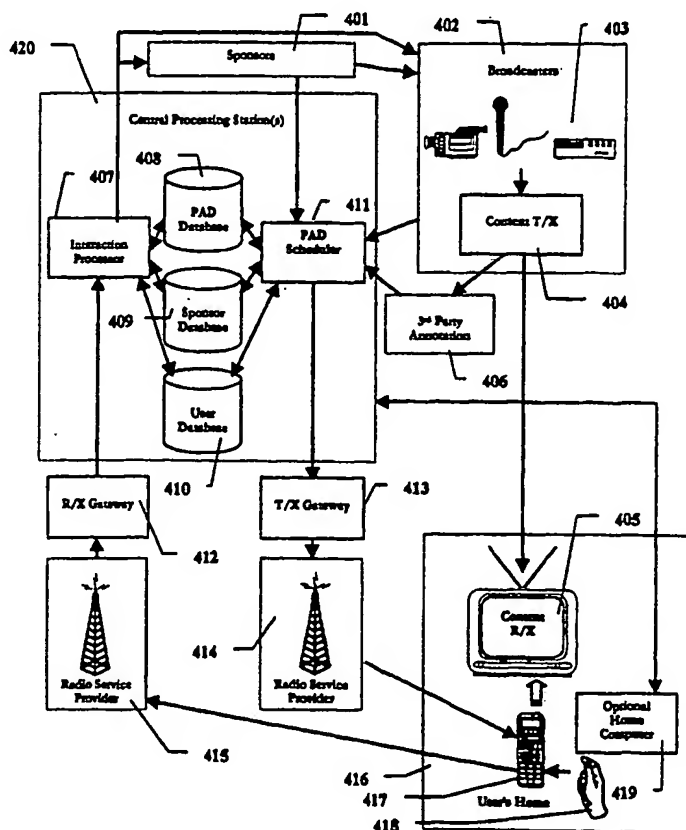 401
402
403
420
Sponsors
Broadcasters
Central Processing Station(s)
408
407
411
PAD
Database
PAD
Scheduler
Interaction
Processor
Content T/X
404
409
Sponsor
Database
3rd Party
Annotation
406
User
Database
410
413
405
R/X Gateway
T/X Gateway
412
Content
R/X
414
Radio Service
Provider
Radio Service
Provider
Optional
Home
Computer
415
416
417
User's Home
419
418